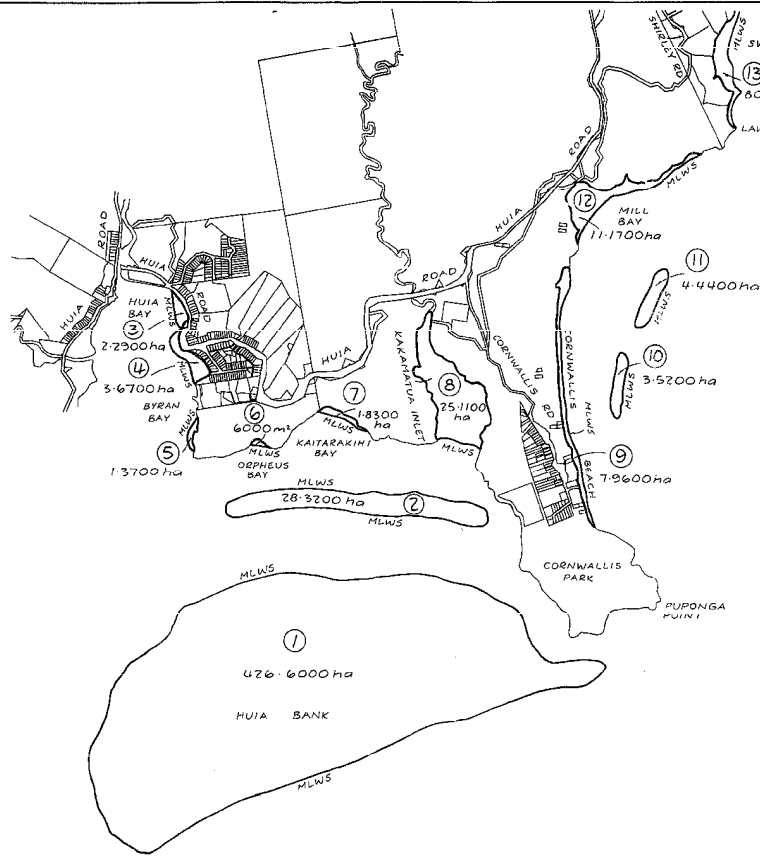 SHIRLEY RD
MLWS
13
12
MLWS
MILL
BAY
11.1700ha
HUIA
ROAD
11
4.4400ha
MLWS
10
MLWS
3.5200ha
ROAD
HUIA
HUIA
ROAD
HUIA
BAY
MLWS
3
2.2900ha
4
MLWS
3.6700ha
BYRAN
BAY
5
MLWS
1.3700ha
HUIA
ROAD
6
6000m²
MLWS
ORPHEUS
BAY
7
1.8300
MLWS
KAITARAKIHI
BAY
KAKAMATUA INLET
8
25.1100
ha
MLWS
CORNWALLIS
RD
CORNWALLIS
BEACH
MLWS
9
7.9600ha
MLWS
28.3200ha
2
MLWS
CORNWALLIS
PARK
PUPONGA
POINT
MLWS
1
426.6000ha
HUIA BANK
MLWS